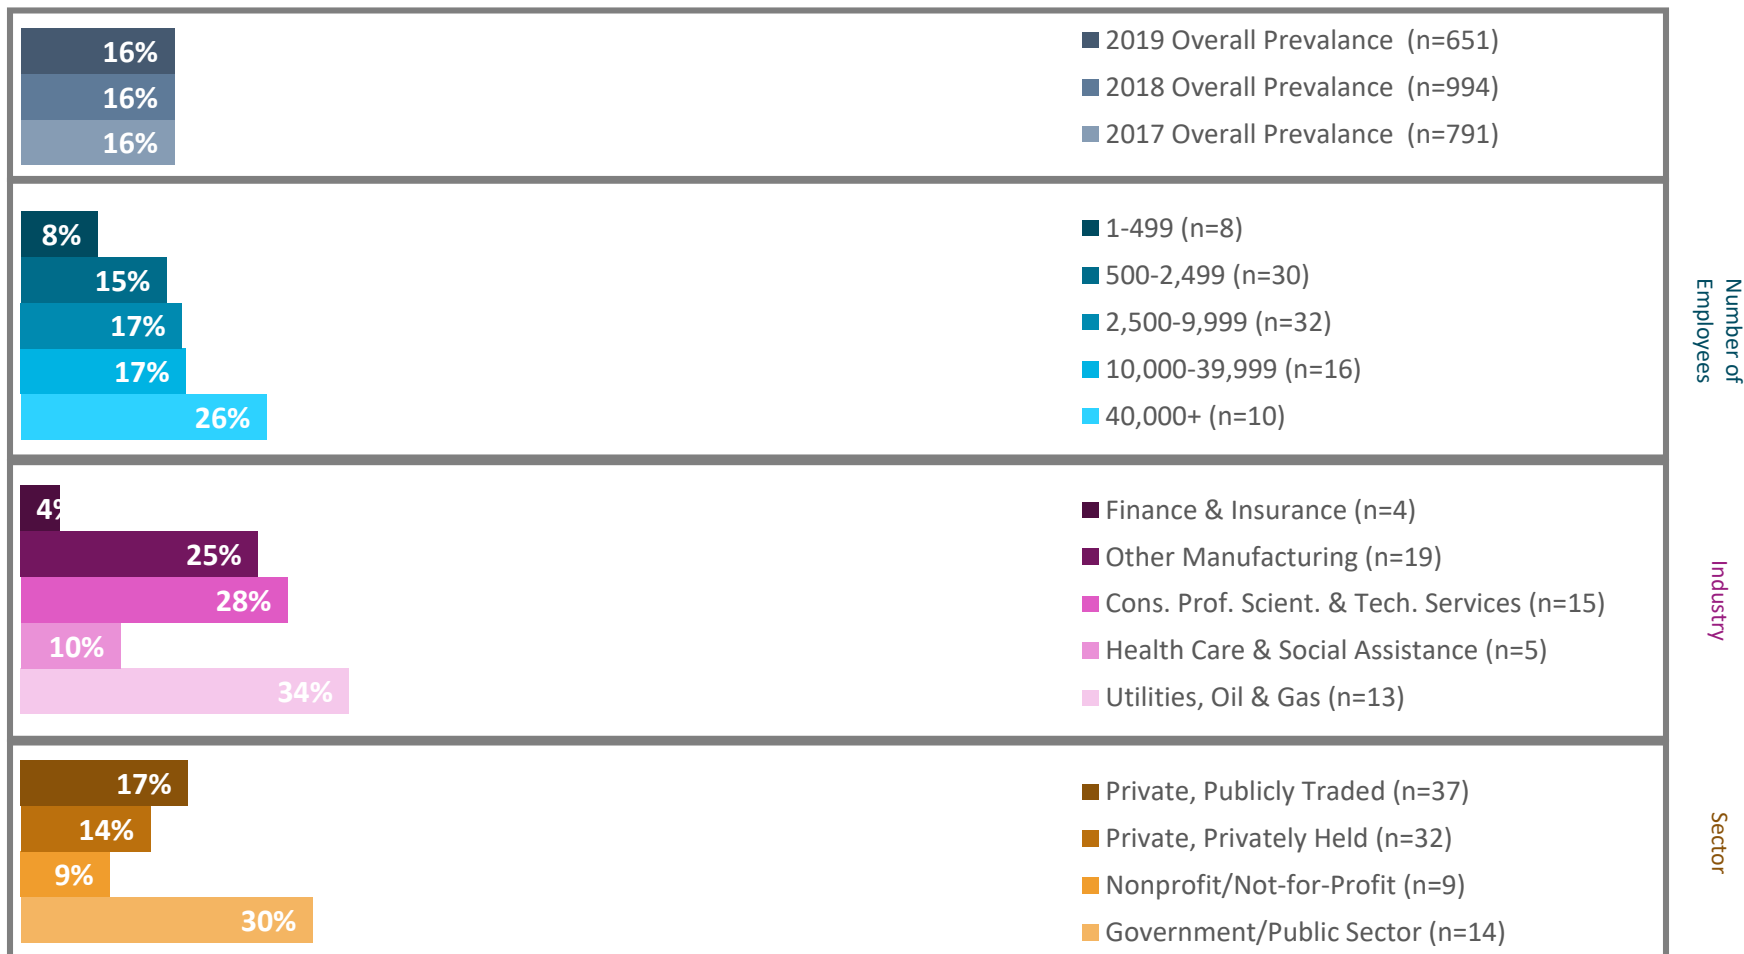 16%
16%
16%
2019 Overall Prevalance (n=651)
2018 Overall Prevalance (n=994)
2017 Overall Prevalance (n=791)
8%
15%
17%
17%
26%
1-499 (n=8)
500-2,499 (n=30)
2,500-9,999 (n=32)
10,000-39,999 (n=16)
40,000+ (n=10)
Number of
Employees
4%
25%
28%
10%
34%
Finance & Insurance (n=4)
Other Manufacturing (n=19)
Cons. Prof. Scient. & Tech. Services (n=15)
Health Care & Social Assistance (n=5)
Utilities, Oil & Gas (n=13)
Industry
17%
14%
9%
30%
Private, Publicly Traded (n=37)
Private, Privately Held (n=32)
Nonprofit/Not-for-Profit (n=9)
Government/Public Sector (n=14)
Sector